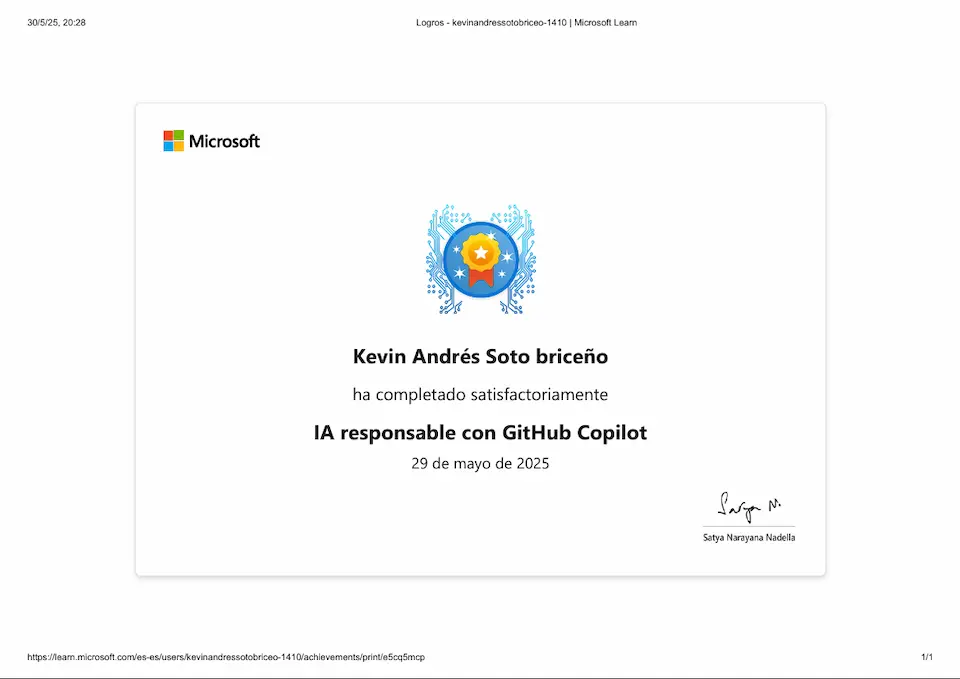 30/5/25, 20:28
Logros - kevinandressotobriceo-1410 | Microsoft Learn
Microsoft
Kevin Andrés Soto briceño
ha completado satisfactoriamente
IA responsable con GitHub Copilot
29 de mayo de 2025
Satya N.
Satya Narayana Nadella
https://learn.microsoft.com/es-es/users/kevinandressotobriceo-1410/achievements/print/e5cq5mcp
1/1